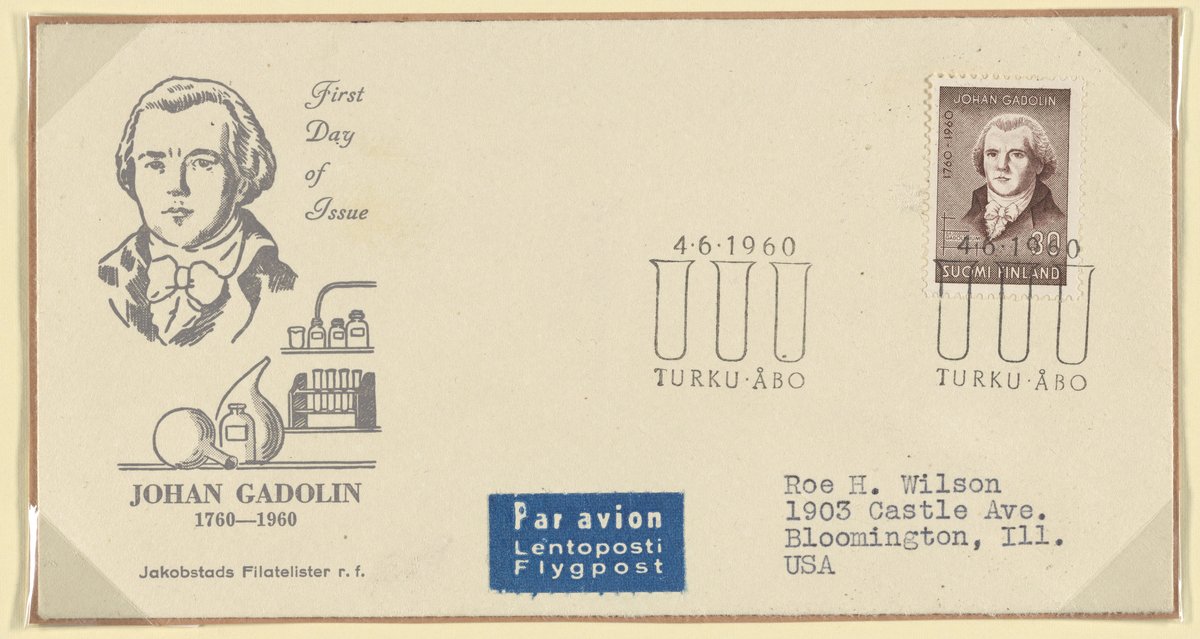 First
Day
of
Issue
JOHAN GADOLIN
1760—1960
Jakobstads Filatelister r. f.
4·6·1960
TURKU·ÅBO
JOHAN GADOLIN
1760-1960
30
SUOMI FINLAND
4·6·1960
TURKU·ÅBO
Par avion
Lentoposti
Flygpost
Roe H. Wilson
1903 Castle Ave.
Bloomington, Ill.
USA